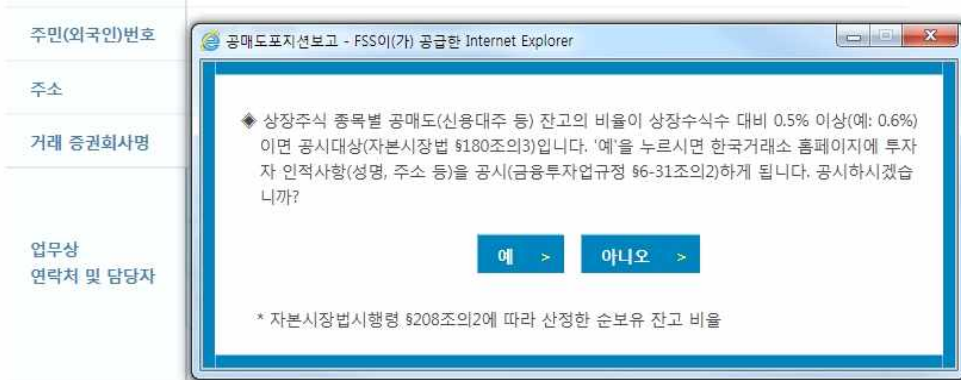 주민(외국인)번호
주소
거래 증권회사명
업무상
연락처 및 담당자
공매도포지션보고 - FSS이(가) 공급한 Internet Explorer
◈ 상장주식 종목별 공매도(신용대주 등) 잔고의 비율이 상장수식수 대비 0.5% 이상(예: 0.6%)
이면 공시대상(자본시장법 §180조의3)입니다. '예'을 누르시면 한국거래소 홈페이지에 투자
자 인적사항(성명, 주소 등)을 공시(금융투자업규정 §6-31조의2)하게 됩니다. 공시하시겠습
니까?
예 >
아니오 >
* 자본시장법시행령 §208조의2에 따라 산정한 순보유 잔고 비율